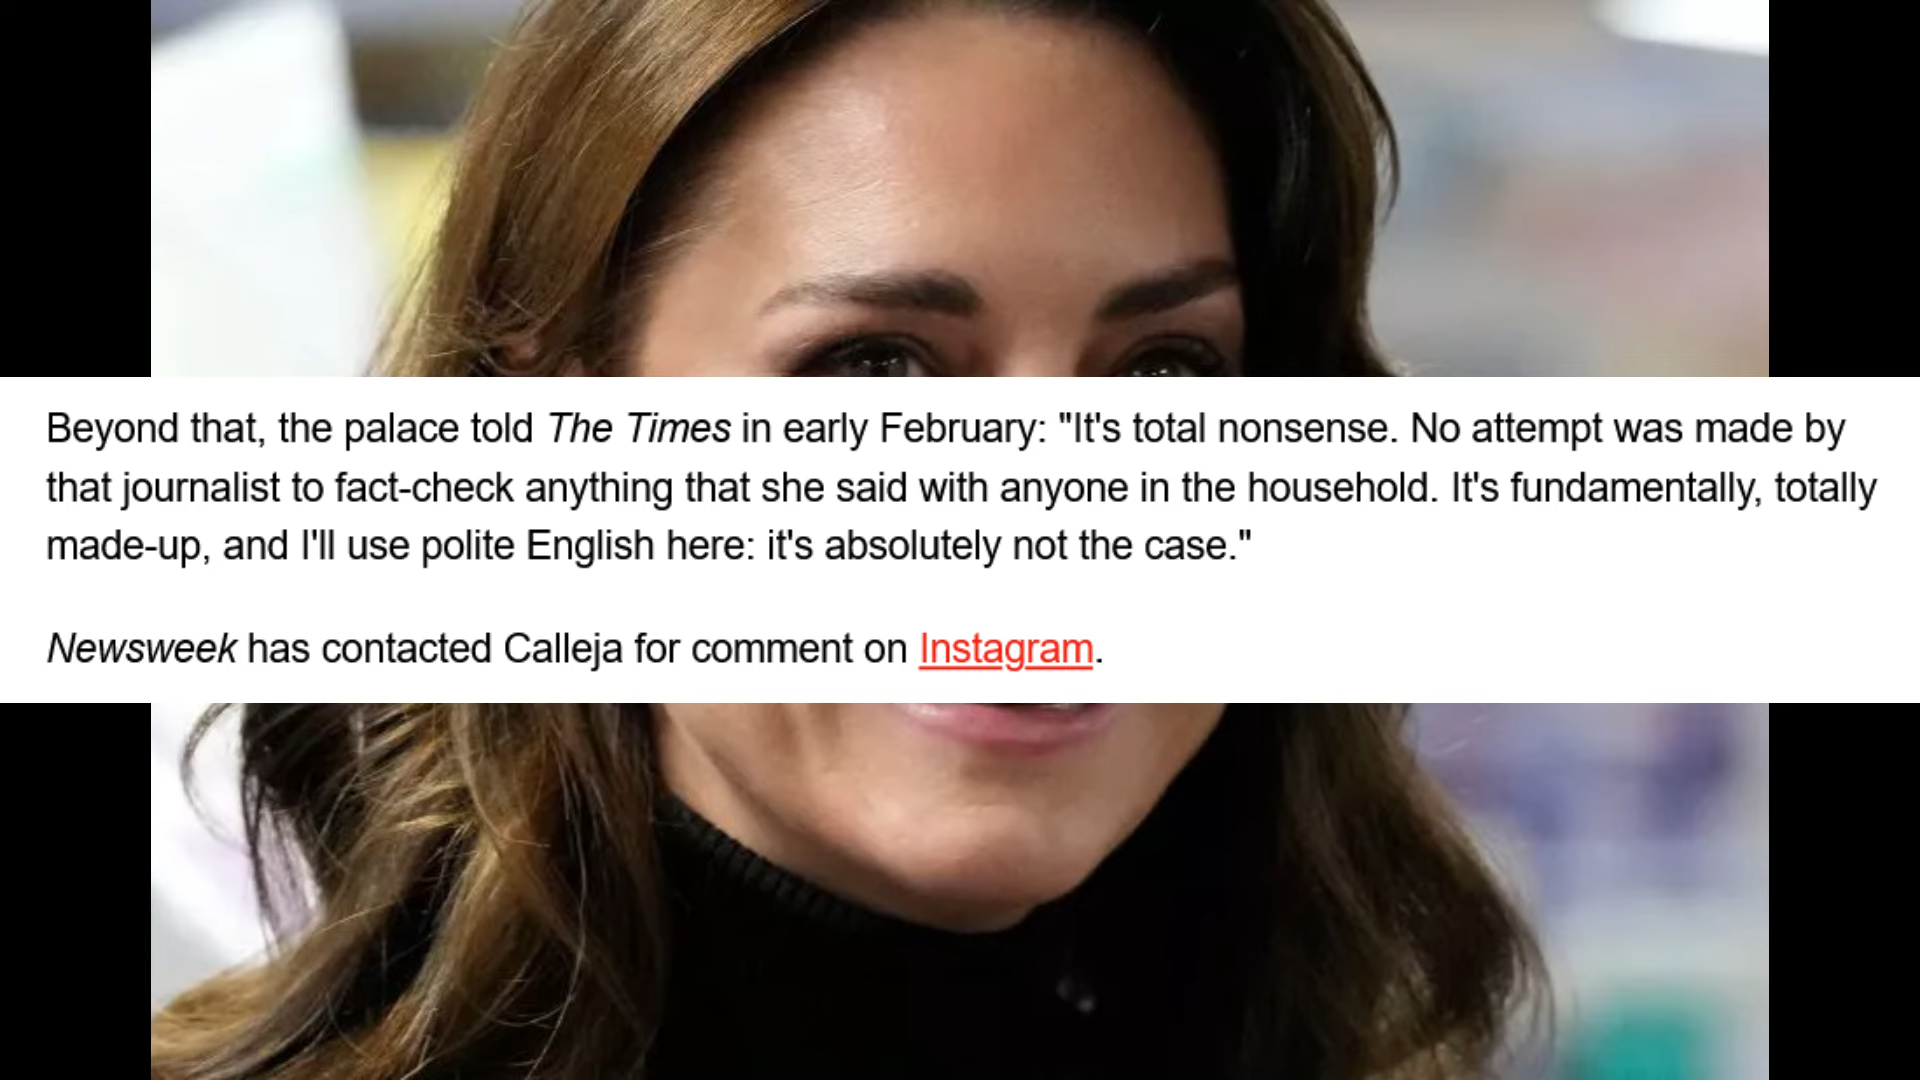 Beyond that, the palace told The Times in early February: "It's total nonsense. No attempt was made by
that journalist to fact-check anything that she said with anyone in the household. It's fundamentally, totally
made-up, and I'll use polite English here: it's absolutely not the case."
Newsweek has contacted Calleja for comment on Instagram.